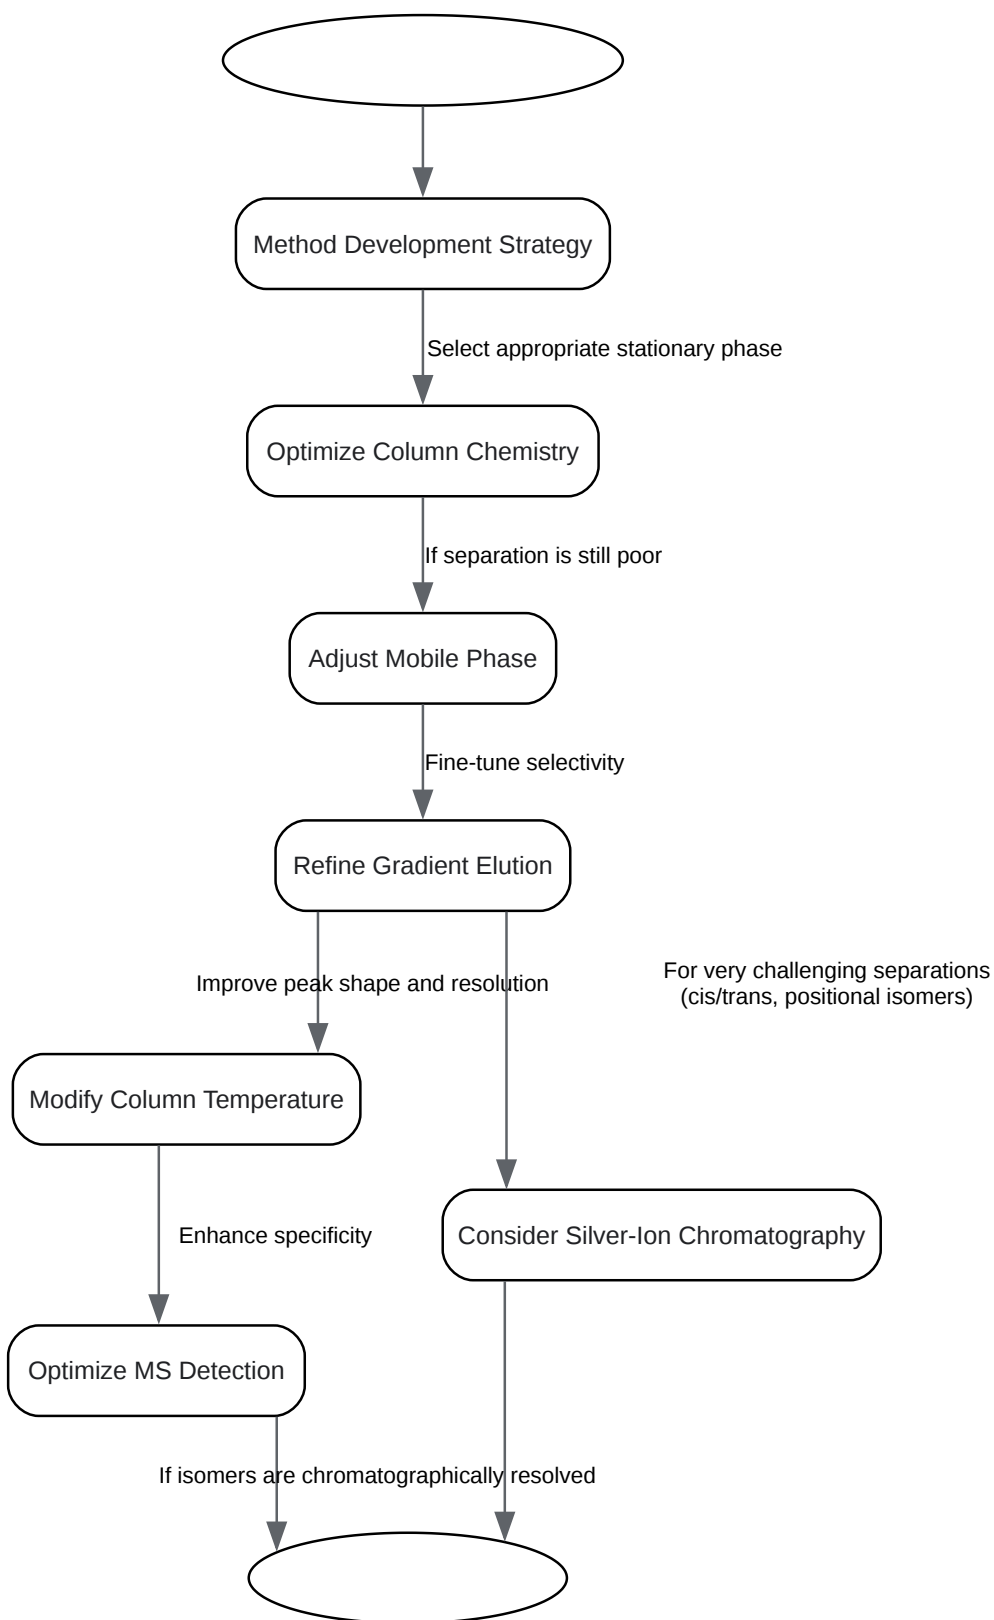 Method Development Strategy
Select appropriate stationary phase
Optimize Column Chemistry
If separation is still poor
Adjust Mobile Phase
Fine-tune selectivity
Refine Gradient Elution
Improve peak shape and resolution
For very challenging separations
(cis/trans, positional isomers)
Modify Column Temperature
Enhance specificity
Consider Silver-Ion Chromatography
Optimize MS Detection
If isomers are chromatographically resolved